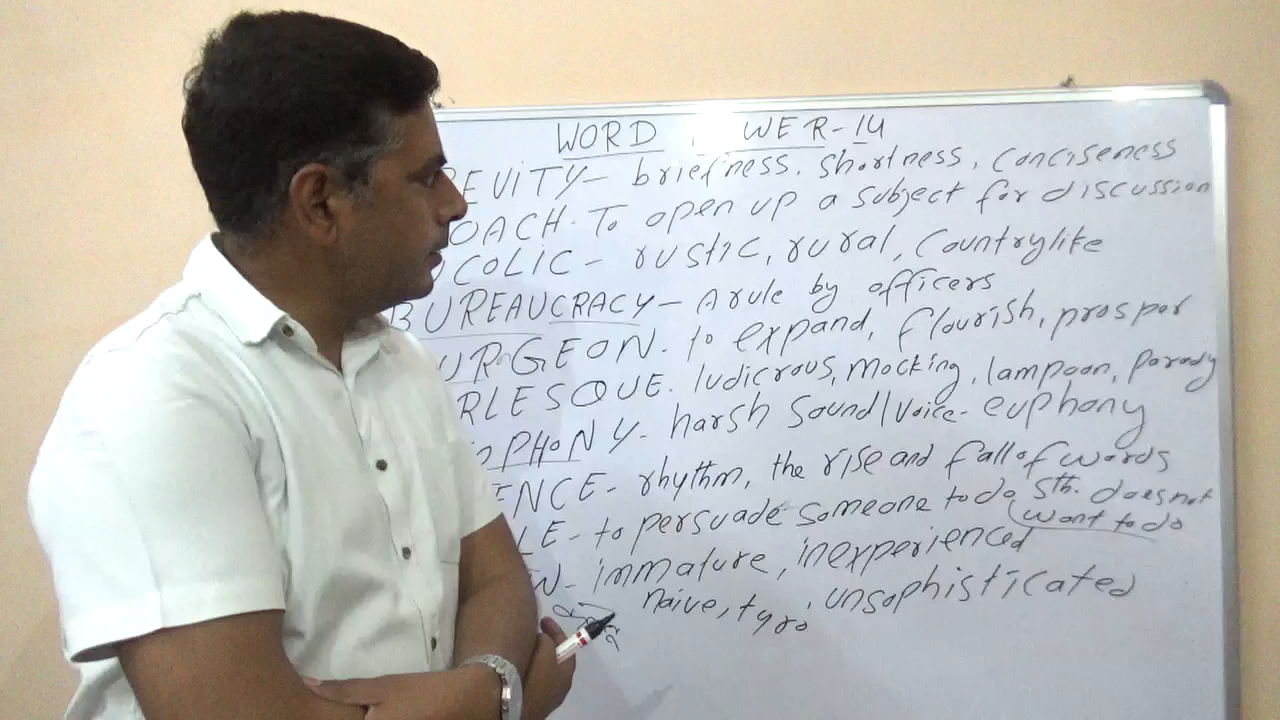 WORD, WER-14
EVITY- briefness. Shortness, Conciseness
OACH. To open up a subject for discussion
COLIC - rustic, rural, Countrylike
BUREAUCRACY- A rule by officers
URGEON. to expand, flourish, prosper
RLESQUE. ludicrous, Mocking, lampoon, parody
PHONY- harsh Sound/Voice- euphony
ENCE- rhythm, the rise and fall of words
LE- to persuade Someone to do Sth. does not
want to do
N- immature, inexperienced
naive, tyro, unsophisticated